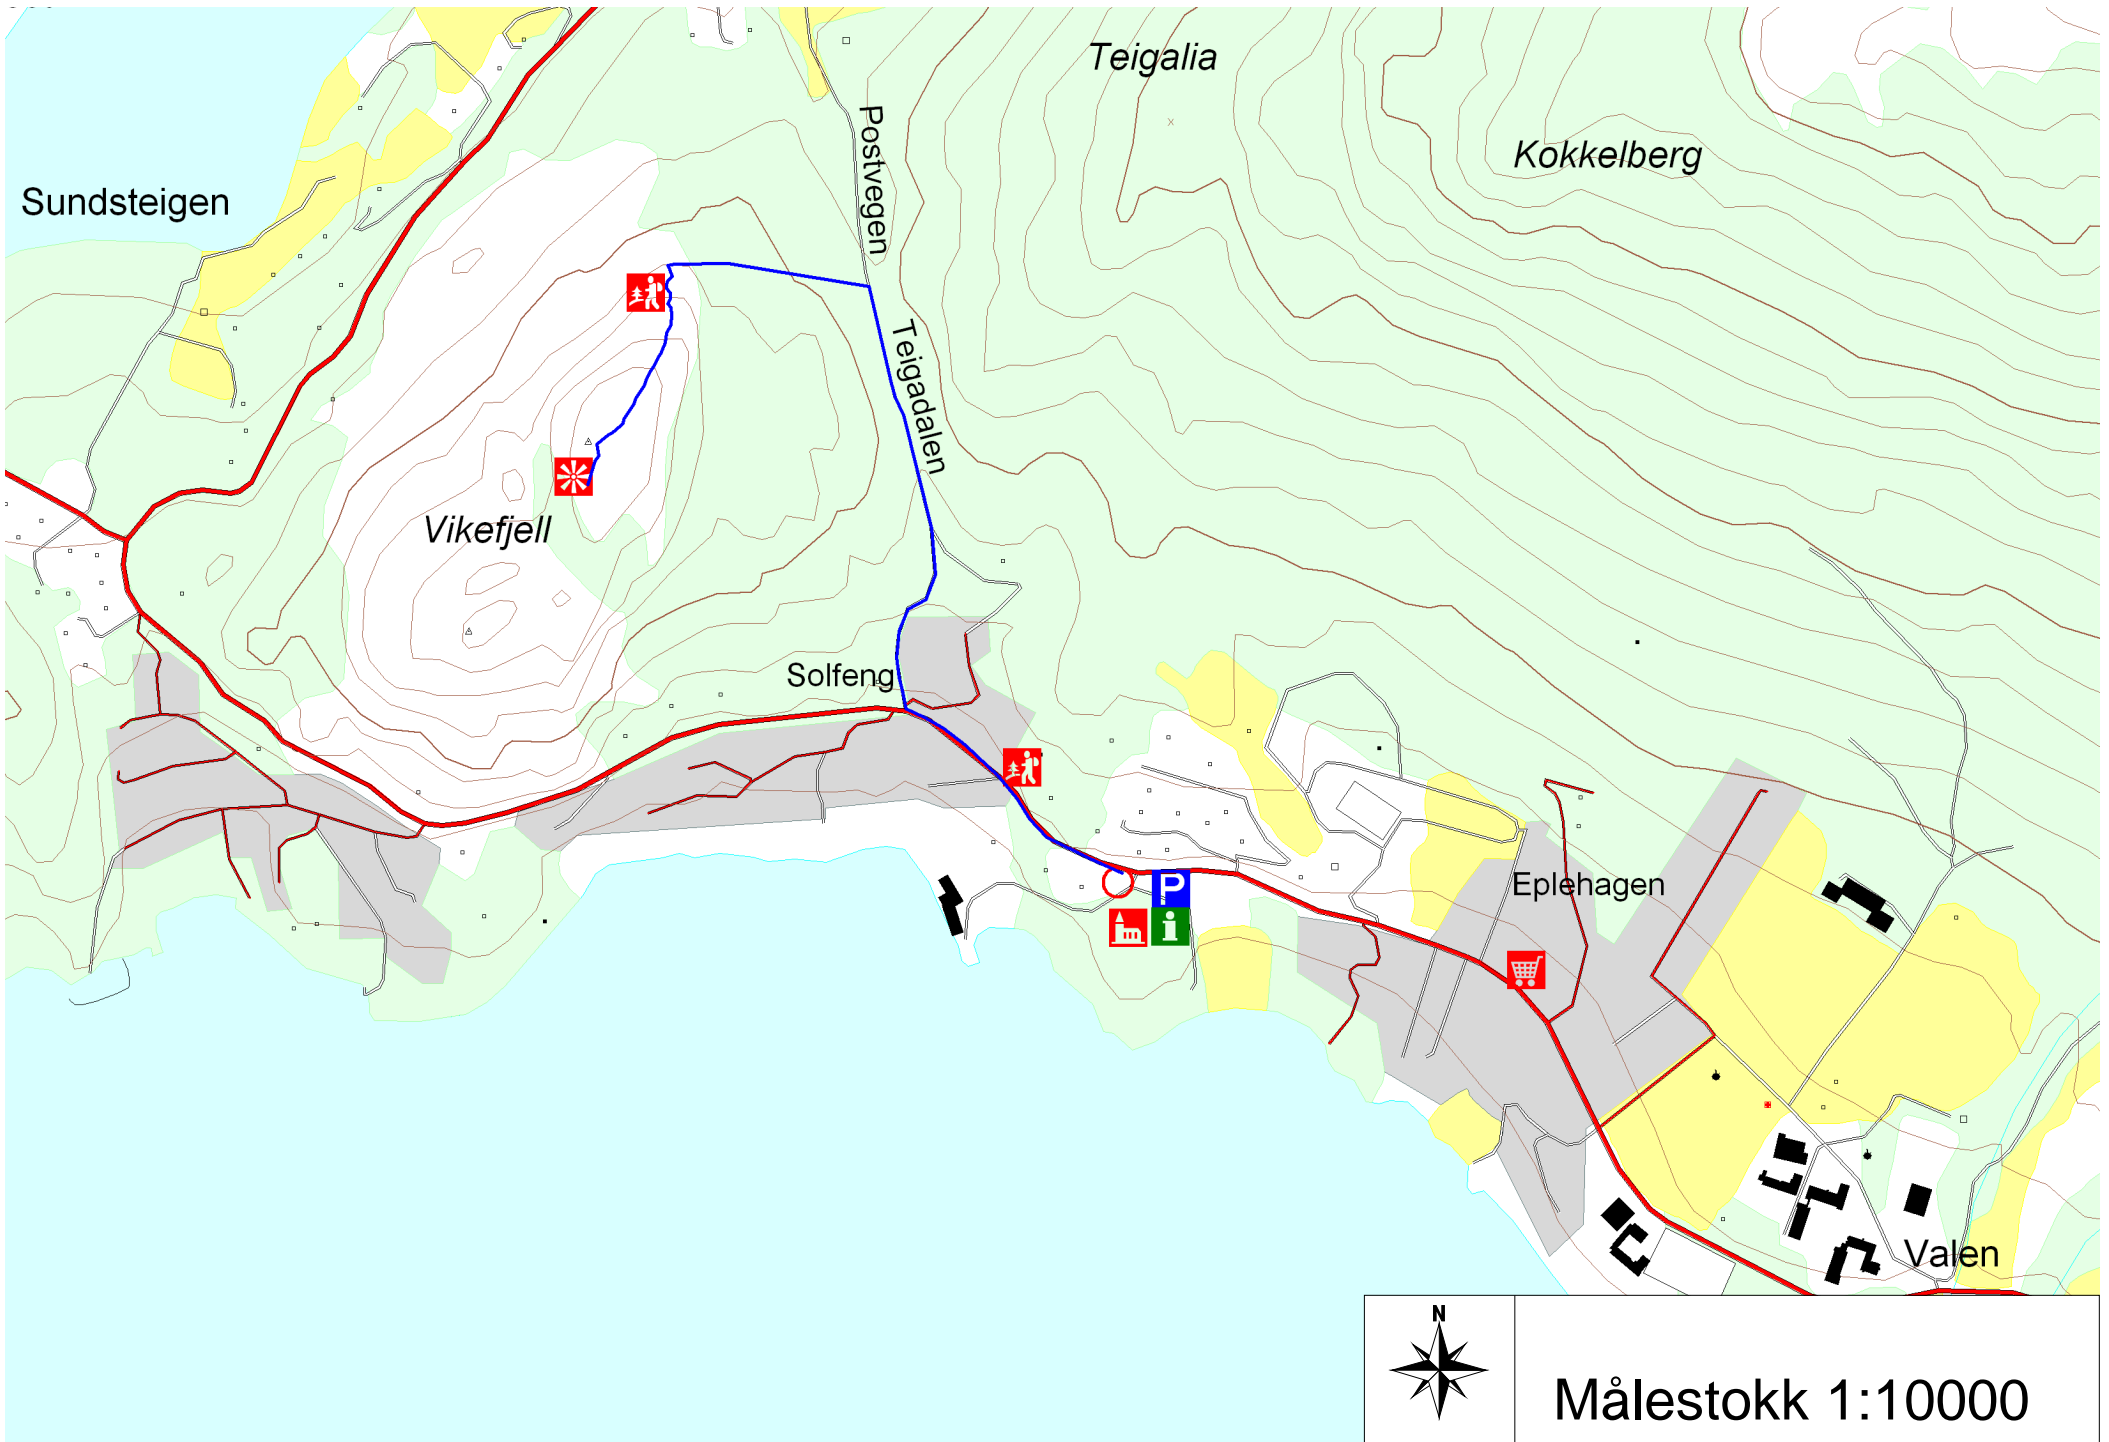 Teigalia
Postvegen
Kokkelberg
Sundsteigen
Teigadalen
Vikefjell
Solfeng
P
i
Eplehagen
Valen
N
Målestokk 1:10000